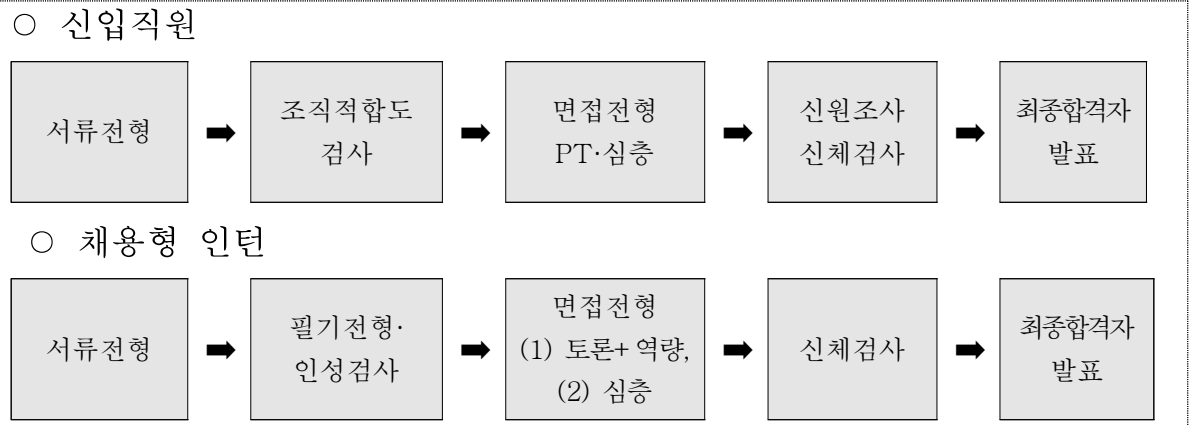 ○ 신입직원
서류전형
조직적합도
검사
면접전형
PT·심층
신원조사
신체검사
최종합격자
발표
○ 채용형 인턴
서류전형
필기전형·
인성검사
면접전형
(1) 토론+ 역량,
(2) 심층
신체검사
최종합격자
발표